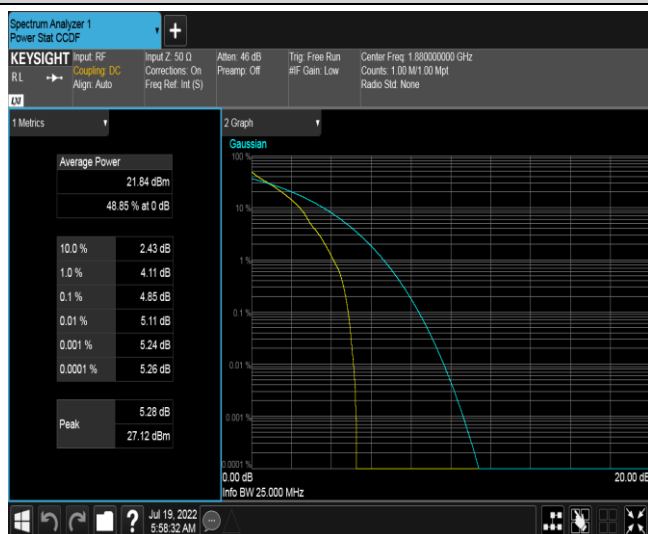 Spectrum Analyzer 1
Power Stat CCDF
+
KEYSIGHT
RL
LXI
Input: RF
Coupling: DC
Align: Auto
Input Z: 50 Ω
Corrections: On
Freq Ref: Int (S)
Atten: 46 dB
Preamp: Off
Trig: Free Run
#IF Gain: Low
Center Freq: 1.880000000 GHz
Counts: 1.00 M/1.00 Mpt
Radio Std: None
1 Metrics
Average Power
21.84 dBm
48.85 % at 0 dB
10.0 % 2.43 dB
1.0 % 4.11 dB
0.1 % 4.85 dB
0.01 % 5.11 dB
0.001 % 5.24 dB
0.0001 % 5.26 dB
Peak
5.28 dB
27.12 dBm
2 Graph
Gaussian
100 %
10 %
1 %
0.1 %
0.01 %
0.001 %
0.0001 %
0.00 dB
20.00 dB
Info BW 25.000 MHz
?
Jul 19, 2022
5:58:32 AM